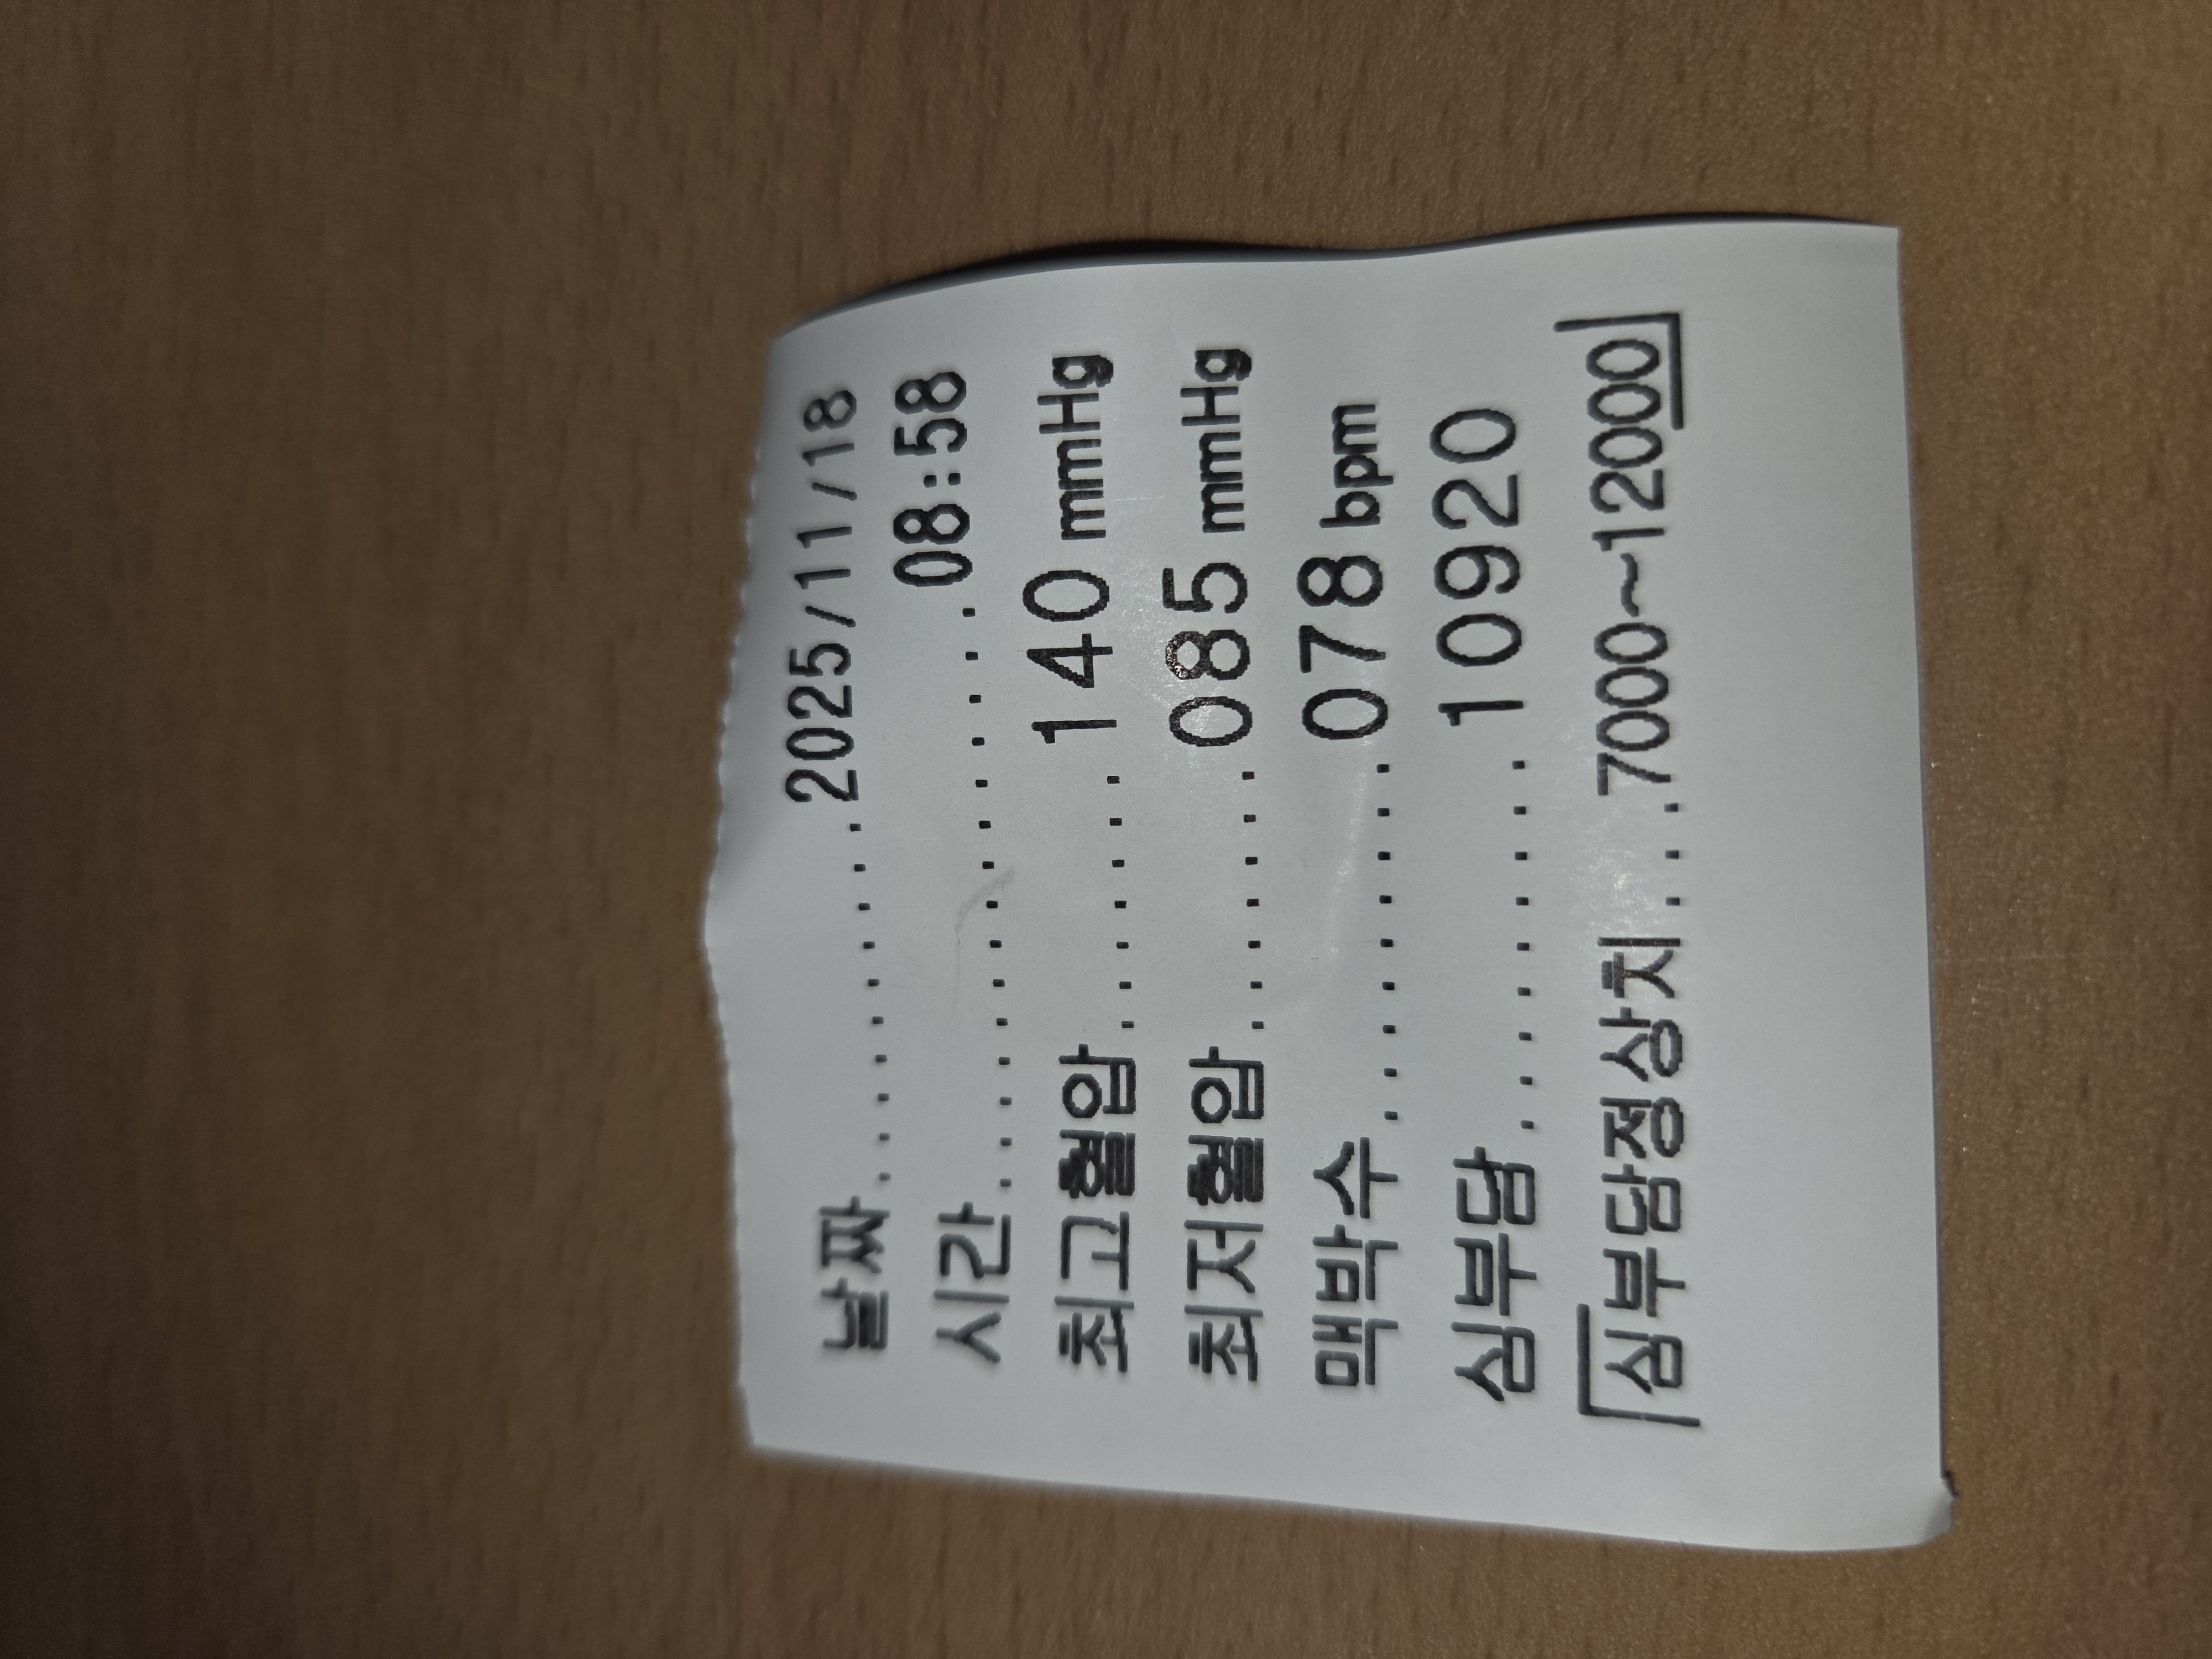 날짜..........2025/11/18
시간...............08:58
최고혈압.......140 mmHg
최저혈압.......085 mmHg
맥박수.........078 bpm
심부담.........10920
「심부담정상치...7000~12000」